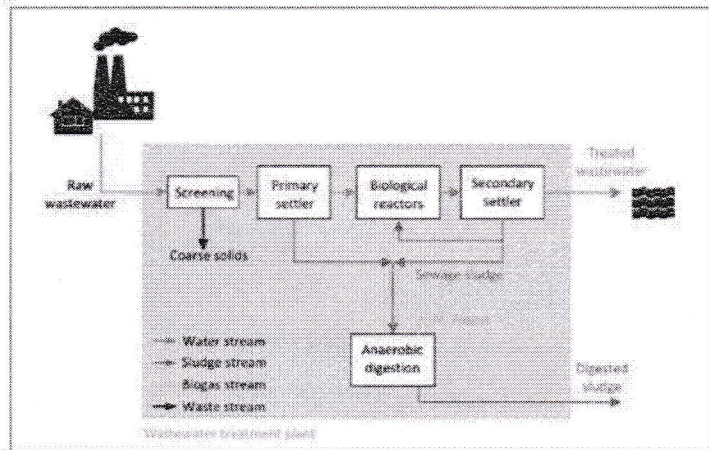 Treated
wastewater
Raw
wastewater
Screening
Primary
settler
Biological
reactors
Secondary
settler
Coarse solids
Sewage sludge
Anaerobic
digestion
Water stream
Sludge stream
Biogas stream
Waste stream
Digested
sludge
Wastewater treatment plant